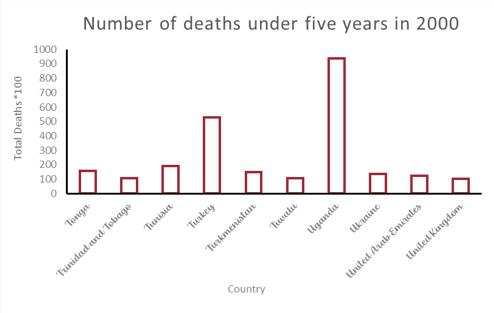 Number of deaths under five years in 2000
Total Deaths*100
1000
900
800
700
600
500
400
300
200
100
0
Tonga
Trinidad and Tobago
Tunisia
Turkey
Turkmenistan
Tuvalu
Uganda
Ukraine
United Arab Emirates
United Kingdom
Country